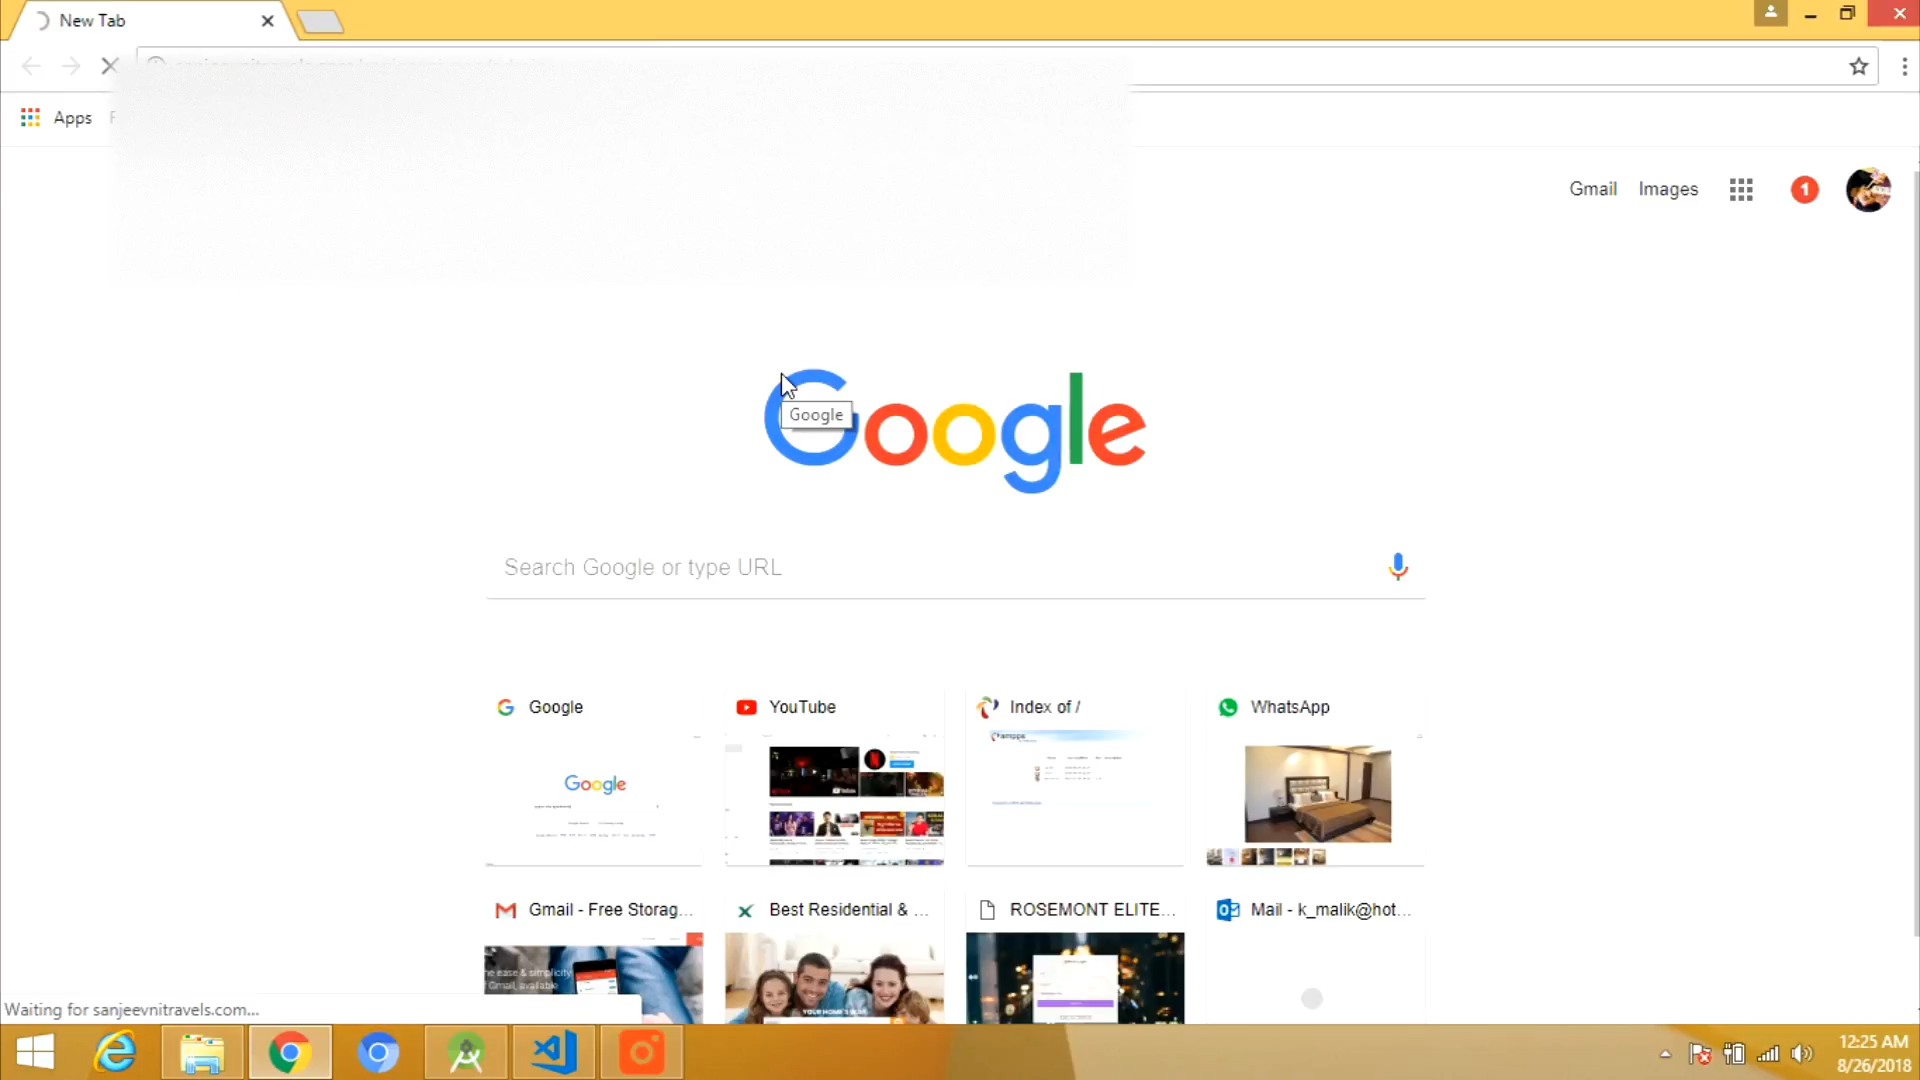 New Tab
Apps
Gmail Images
1
Google
Google
Search Google or type URL
Google
YouTube
Index of /
WhatsApp
Google
Gmail - Free Storag...
Best Residential & ...
ROSEMONT ELITE...
Mail - k_malik@hot...
YOUR HOME'S
Waiting for sanjeevnitravels.com...
12:25 AM
8/26/2018